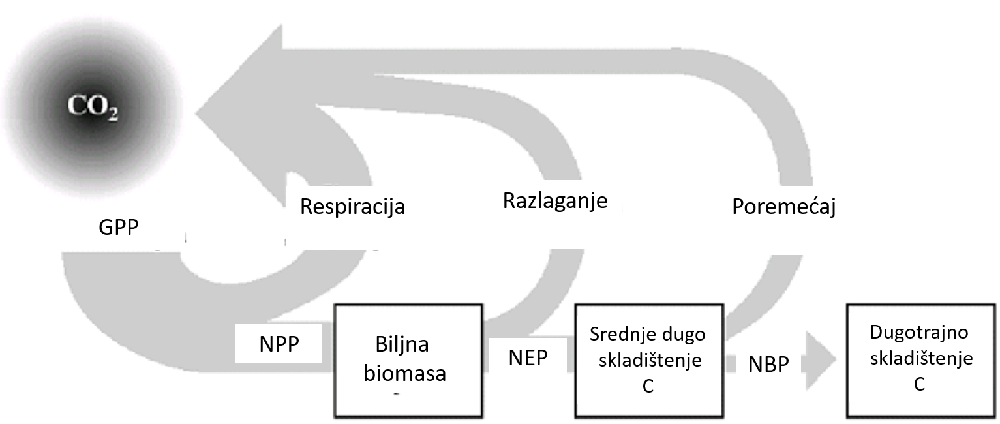 CO₂
GPP
Respiracija
Razlaganje
Poremećaj
NPP
Biljna
biomasa
NEP
Srednje dugo
skladištenje
C
NBP
Dugotrajno
skladištenje
C